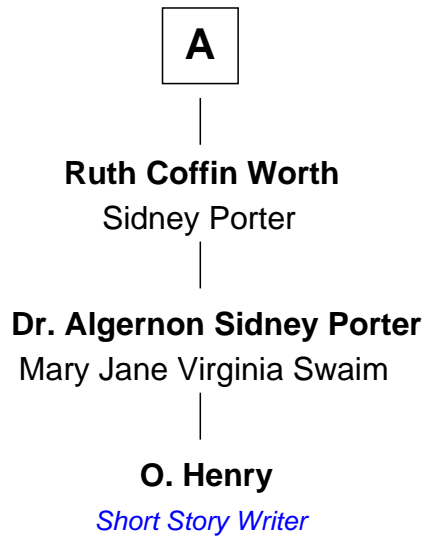 A
Ruth Coffin Worth
Sidney Porter
Dr. Algernon Sidney Porter
Mary Jane Virginia Swaim
O. Henry
Short Story Writer